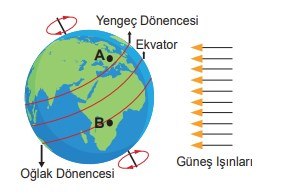 Yengeç Dönencesi
Ekvator
A
B
Güneş Işınları
Oğlak Dönencesi